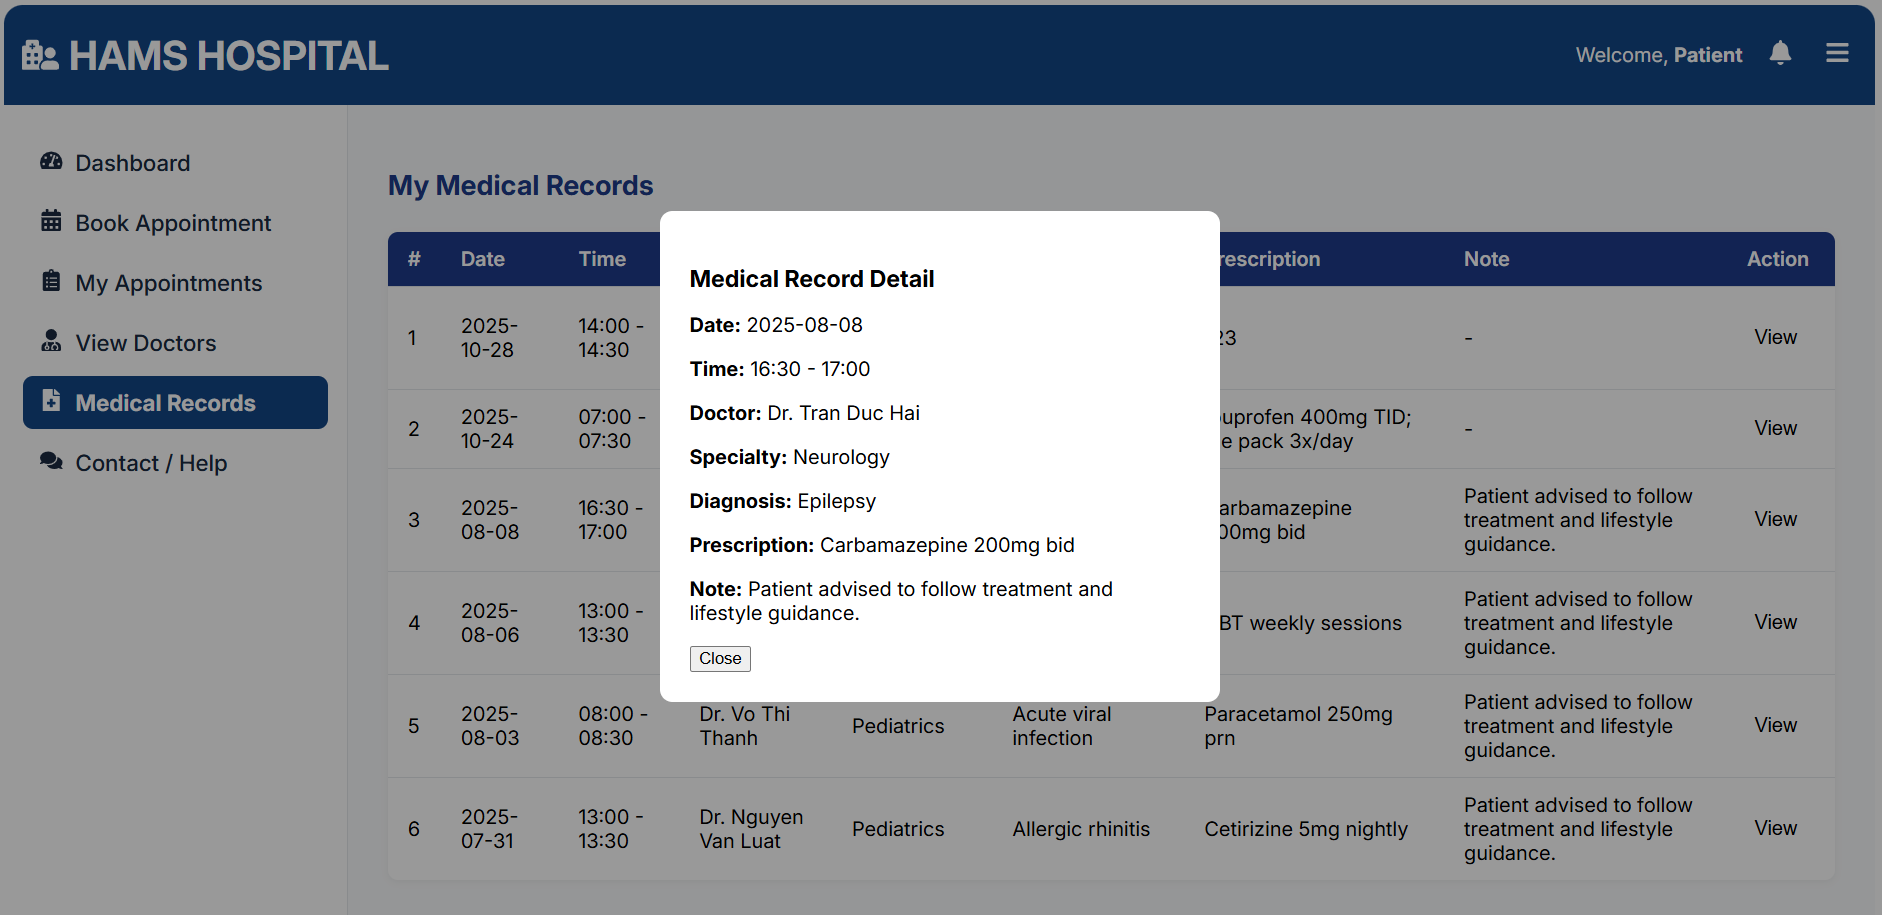 HAMS HOSPITAL
Welcome, Patient
Dashboard
Book Appointment
My Appointments
View Doctors
Medical Records
Contact / Help
My Medical Records
# Date Time rescription Note Action
1 2025- 14:00 - 23 - View
10-28 14:30
2 2025- 07:00 - uprofen 400mg TID; - View
10-24 07:30 e pack 3x/day
3 2025- 16:30 - arbamazepine Patient advised to follow View
08-08 17:00 00mg bid treatment and lifestyle
guidance.
4 2025- 13:00 - BT weekly sessions Patient advised to follow View
08-06 13:30 treatment and lifestyle
guidance.
5 2025- 08:00 - Dr. Vo Thi Pediatrics Acute viral Paracetamol 250mg Patient advised to follow View
08-03 08:30 Thanh infection prn treatment and lifestyle
guidance.
6 2025- 13:00 - Dr. Nguyen Pediatrics Allergic rhinitis Cetirizine 5mg nightly Patient advised to follow View
07-31 13:30 Van Luat treatment and lifestyle
guidance.
Medical Record Detail
Date: 2025-08-08
Time: 16:30 - 17:00
Doctor: Dr. Tran Duc Hai
Specialty: Neurology
Diagnosis: Epilepsy
Prescription: Carbamazepine 200mg bid
Note: Patient advised to follow treatment and
lifestyle guidance.
Close